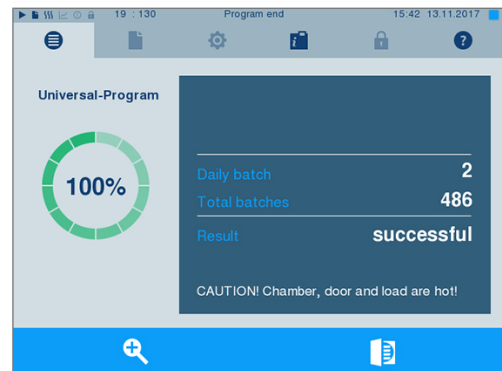 19 : 130 Program end 15:42 13.11.2017
Universal-Program
100%
Daily batch 2
Total batches 486
Result successful
CAUTION! Chamber, door and load are hot!